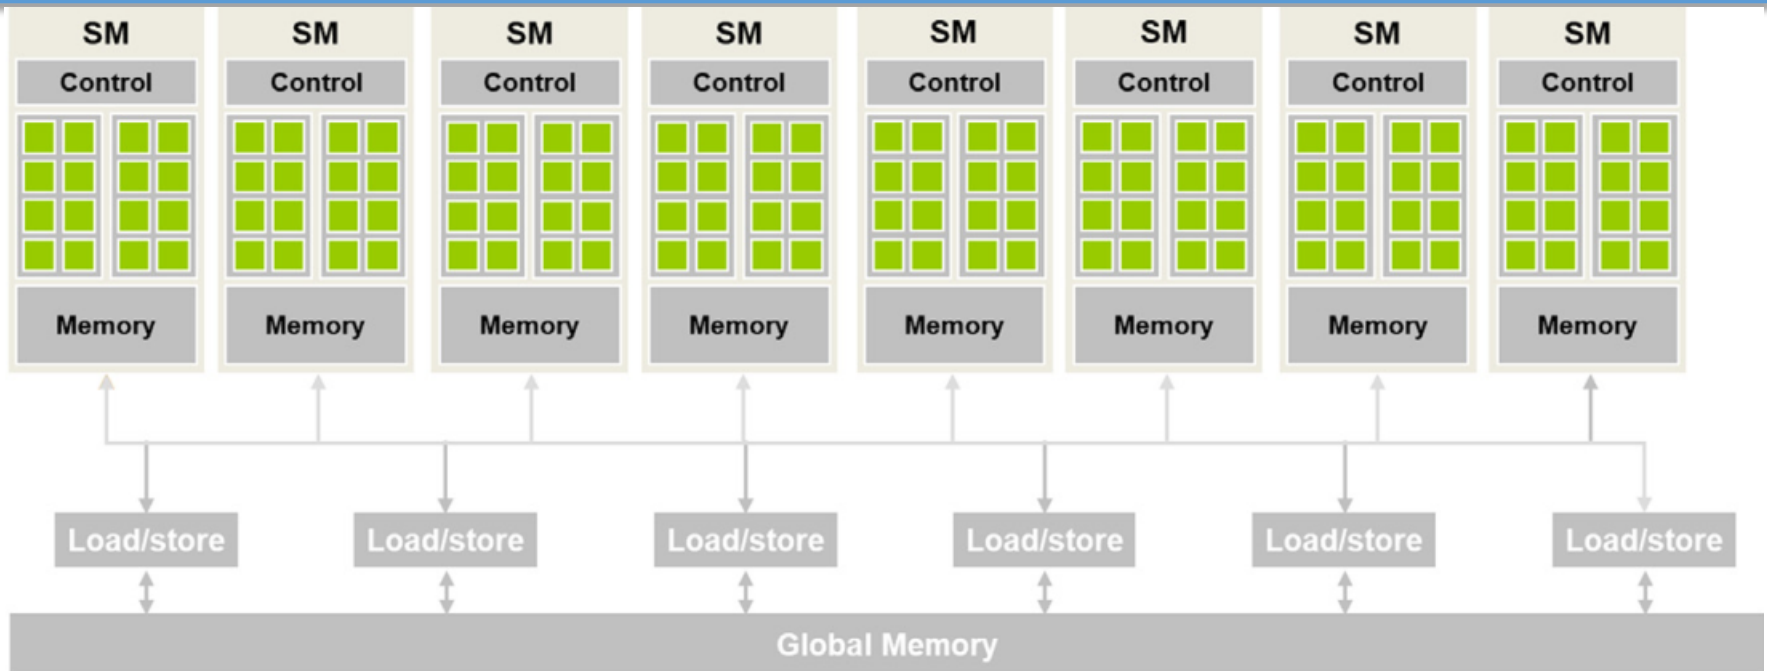 SM SM SM SM SM SM SM SM
Control Control Control Control Control Control Control Control
Memory Memory Memory Memory Memory Memory Memory Memory
Load/store Load/store Load/store Load/store Load/store Load/store
Global Memory